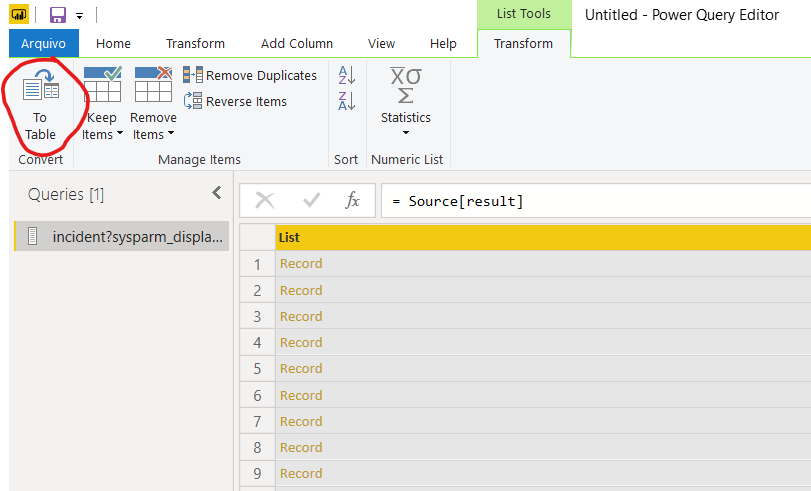 List Tools
Untitled - Power Query Editor
Arquivo
Home
Transform
Add Column
View
Help
Transform
To
Table
Convert
Keep
Items
Remove
Items
Remove Duplicates
Reverse Items
Manage Items
A
Z
Z
A
Sort
Xσ
Σ
Statistics
Numeric List
Queries [1]
incident?sysparm_displa...
fx
= Source[result]
List
1 Record
2 Record
3 Record
4 Record
5 Record
6 Record
7 Record
8 Record
9 Record